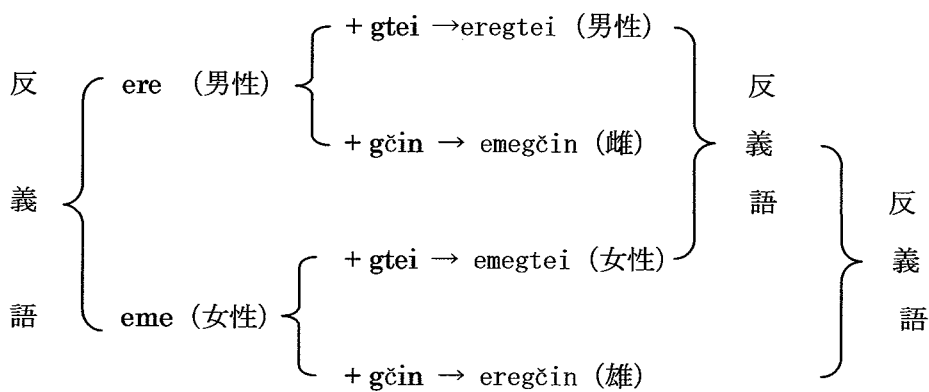 + gtei →eregtei (男性)
反義語 ere (男性) 反義語
+ gčin → emegčin (雌)
反義語
+ gtei → emegtei (女性)
eme (女性)
+ gčin → eregčin (雄)